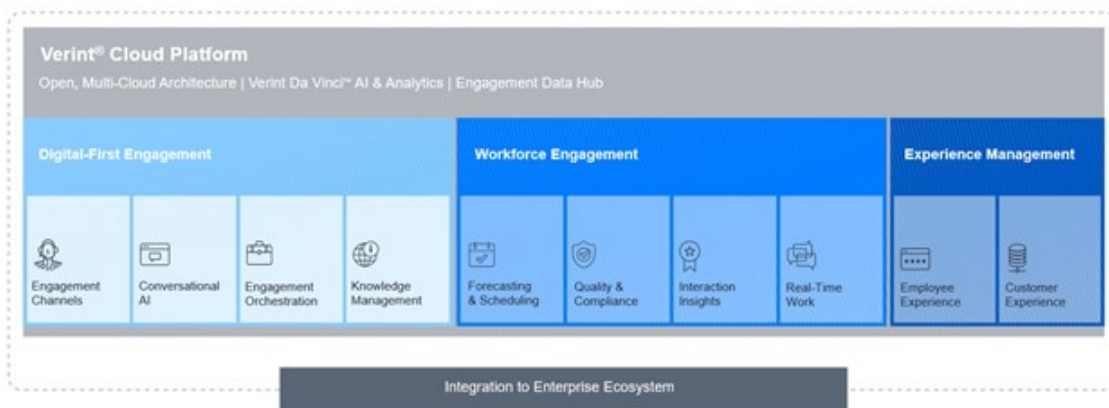 Verint® Cloud Platform
Open, Multi-Cloud Architecture | Verint Da Vinci™ AI & Analytics | Engagement Data Hub
Digital-First Engagement
Workforce Engagement
Experience Management
Engagement
Channels
Conversational
AI
Engagement
Orchestration
Knowledge
Management
Forecasting
& Scheduling
Quality &
Compliance
Interaction
Insights
Real-Time
Work
Employee
Experience
Customer
Experience
Integration to Enterprise Ecosystem